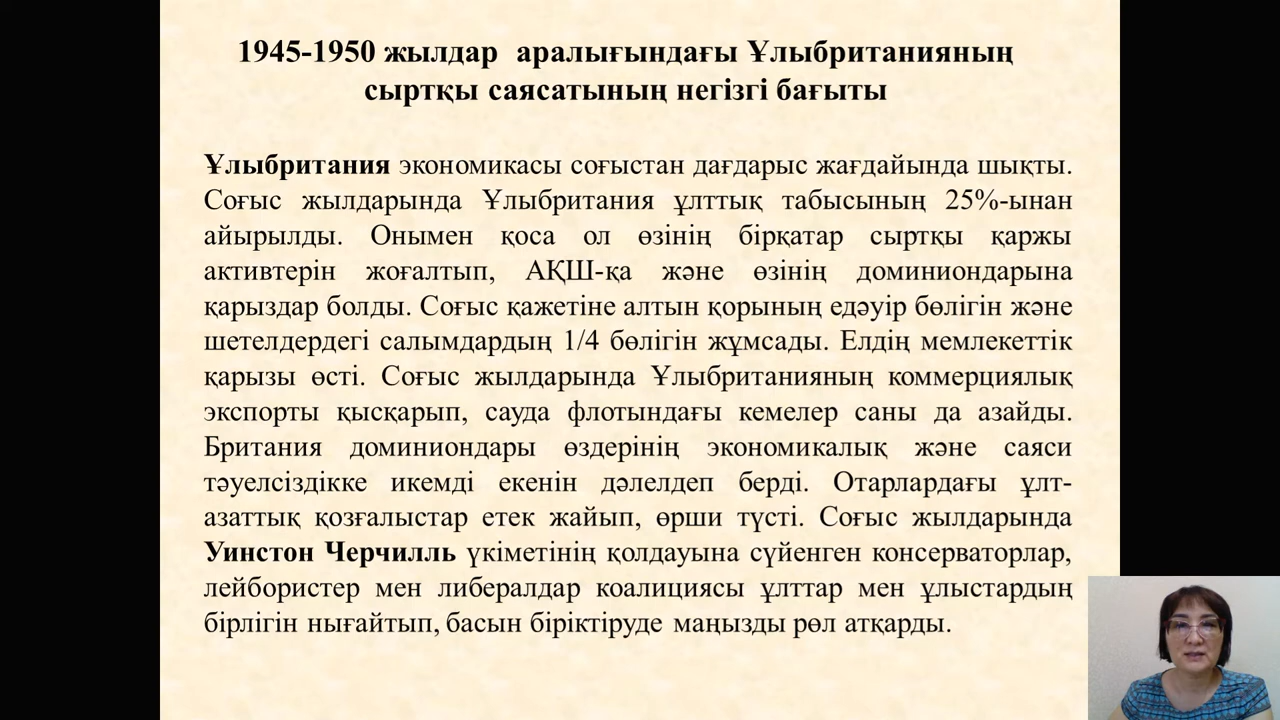 1945-1950 жылдар аралығындағы Ұлыбританияның
сыртқы саясатының негізгі бағыты
Ұлыбритания экономикасы соғыстан дағдарыс жағдайында шықты.
Соғыс жылдарында Ұлыбритания ұлттық табысының 25%-ынан
айырылды. Онымен қоса ол өзінің бірқатар сыртқы қаржы
активтерін жоғалтып, АҚШ-қа және өзінің доминиондарына
қарыздар болды. Соғыс қажетіне алтын қорының едәуір бөлігін және
шетелдердегі салымдардың 1/4 бөлігін жұмсады. Елдің мемлекеттік
қарызы өсті. Соғыс жылдарында Ұлыбританияның коммерциялық
экспорты қысқарып, сауда флотындағы кемелер саны да азайды.
Британия доминиондары өздерінің экономикалық және саяси
тәуелсіздікке икемді екенін дәлелдеп берді. Отарлардағы ұлт-
азаттық қозғалыстар етек жайып, өрши түсті. Соғыс жылдарында
Уинстон Черчилль үкіметінің қолдауына сүйенген консерваторлар,
лейбористер мен либералдар коалициясы ұлттар мен ұлыстардың
бірлігін нығайтып, басын біріктіруде маңызды рөл атқарды.